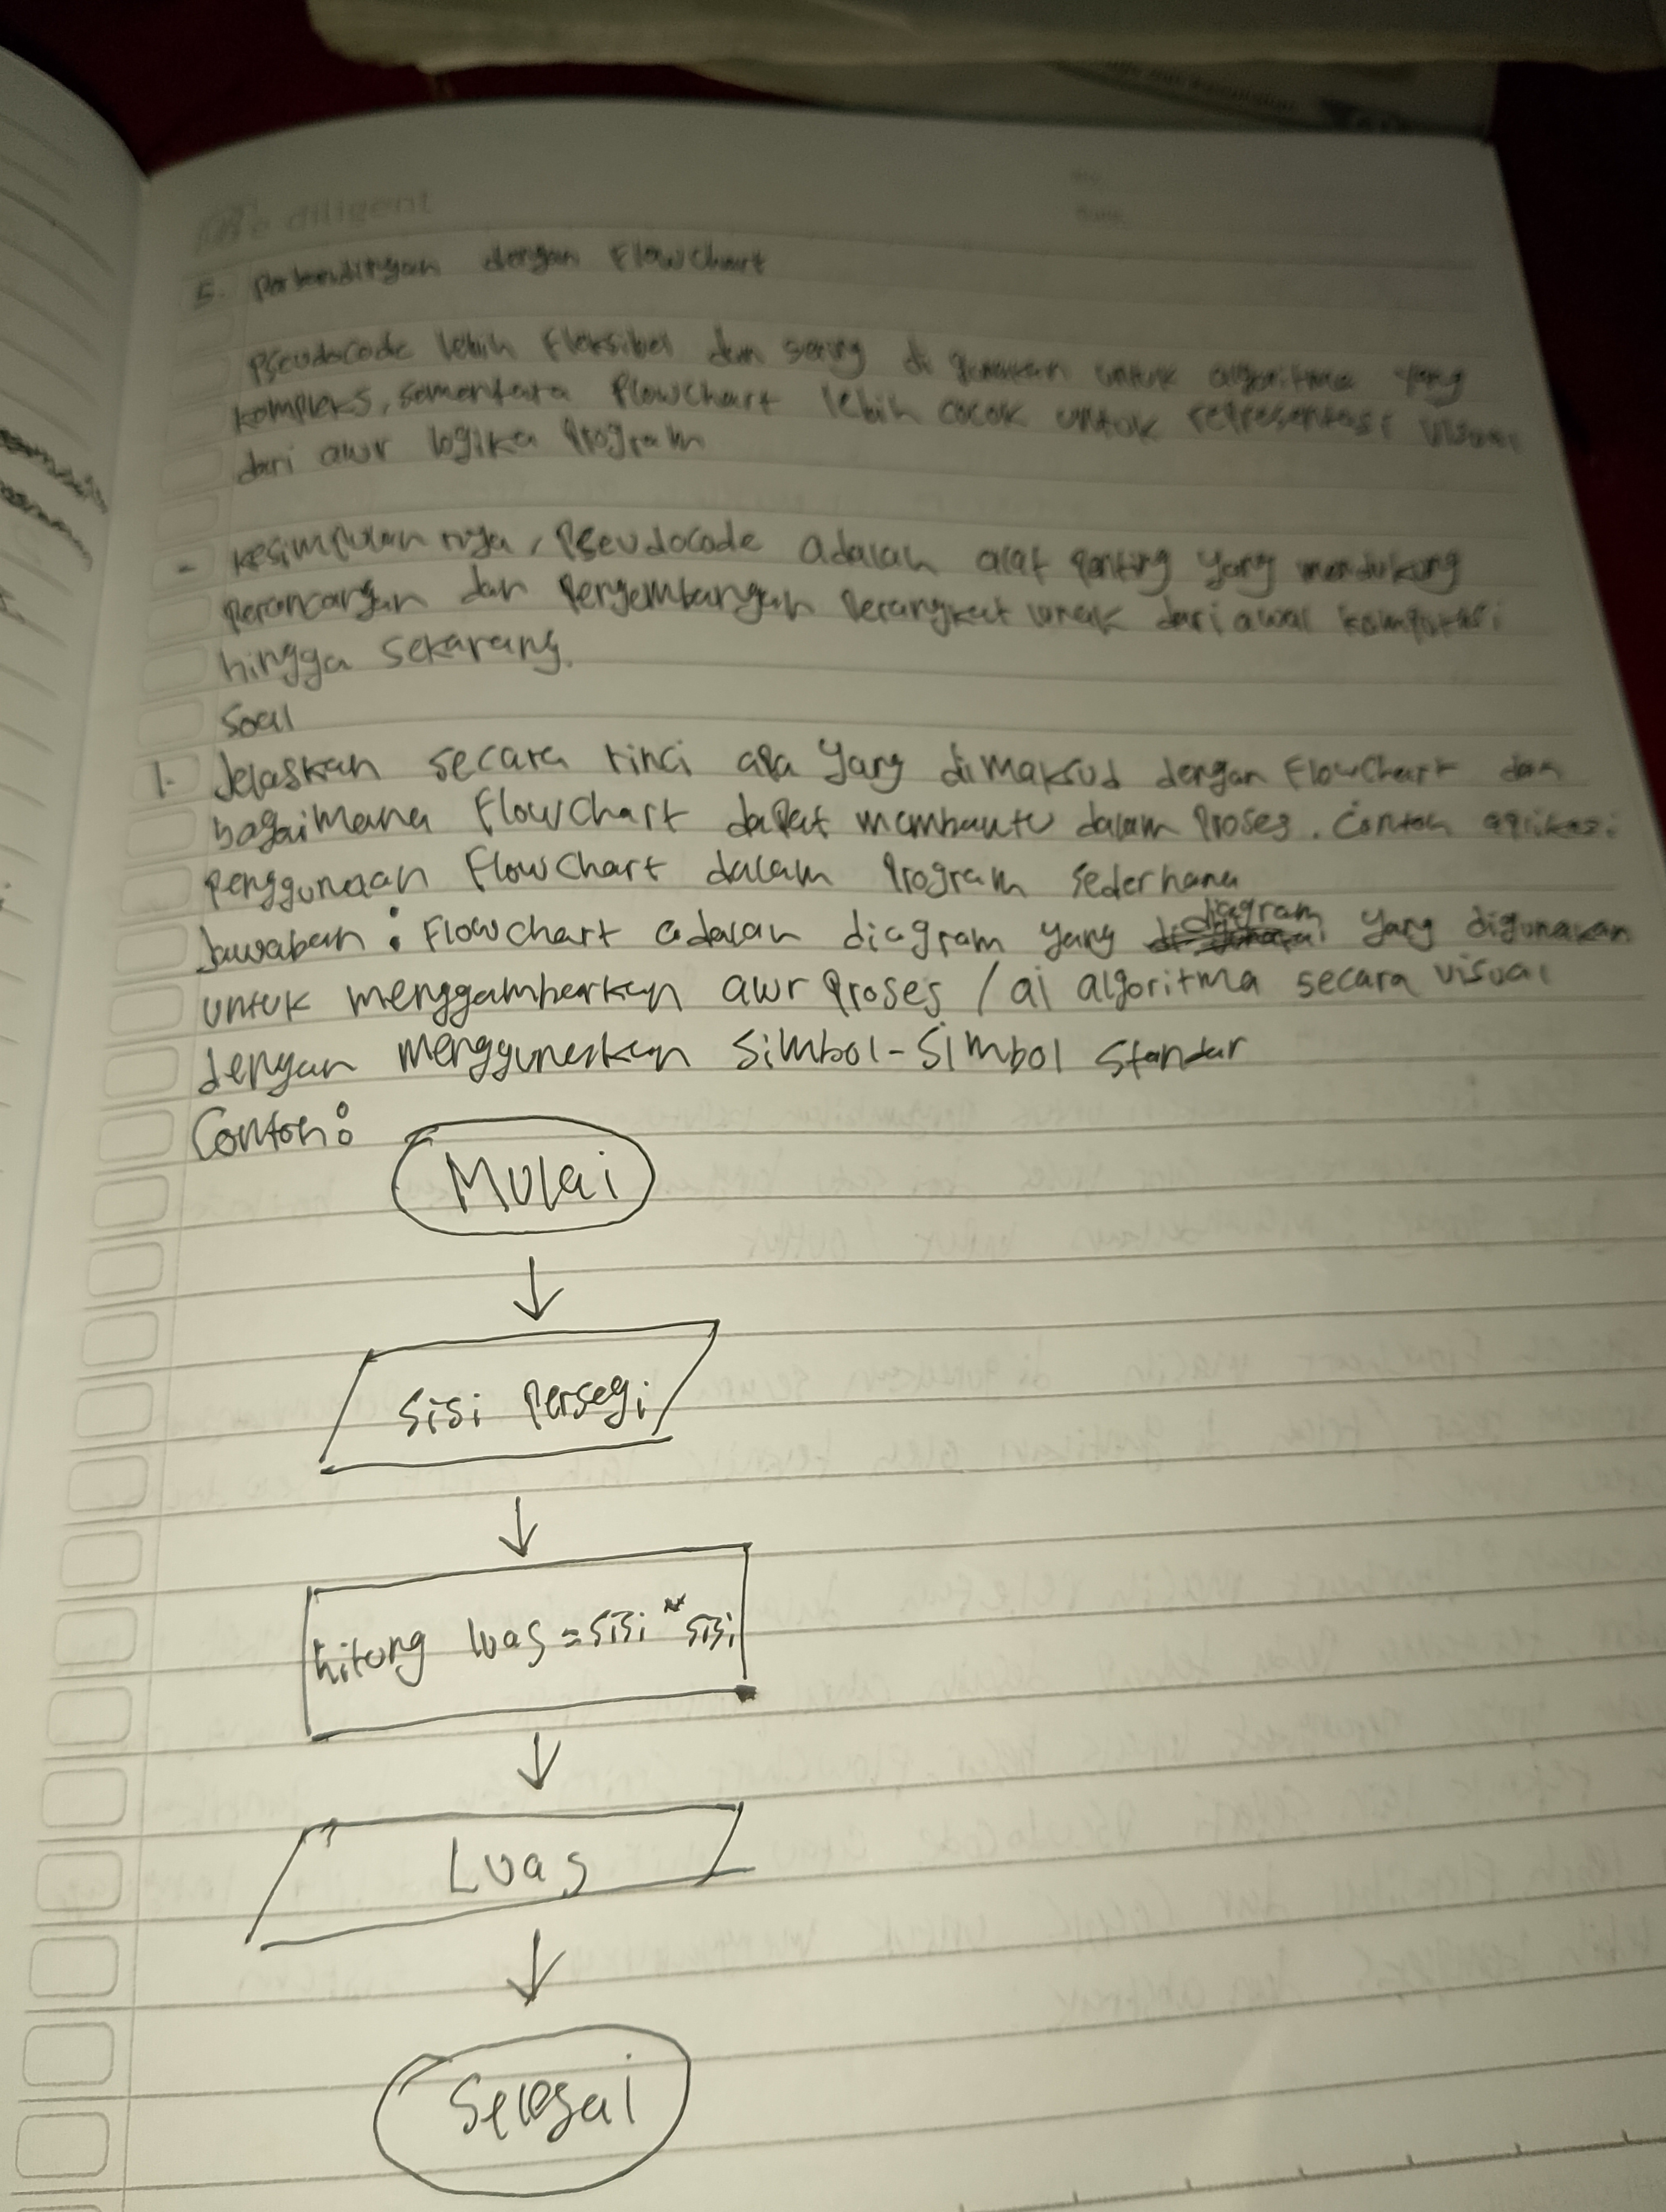 Be diligent
5. Perbandingan dengan Flowchart
Pseudocode lebih fleksibel dan sering di gunakan untuk algoritma yang
kompleks, sementara flowchart lebih cocok untuk representasi visual
dari awr logika program
- kesimpulan nya, Pseudocode adalah alat penting yang mendukung
perancangan dan pengembangan perangkat lunak dari awal komputasi
hingga sekarang.
Soal
1. Jelaskan secara rinci apa yang di maksud dengan Flowchart dan
bagaimana Flowchart dapat membantu dalam proses. Contoh aplikasi
penggunaan Flowchart dalam program sederhana
Jawaban : Flowchart adalah diagram yang diagram yang digunakan
untuk menggambarkan awr proses / ai algoritma secara visual
dengan menggunakan simbol-simbol standar
Contoh:
Mulai
sisi persegi
hitung luas = sisi * sisi
Luas
Selesai